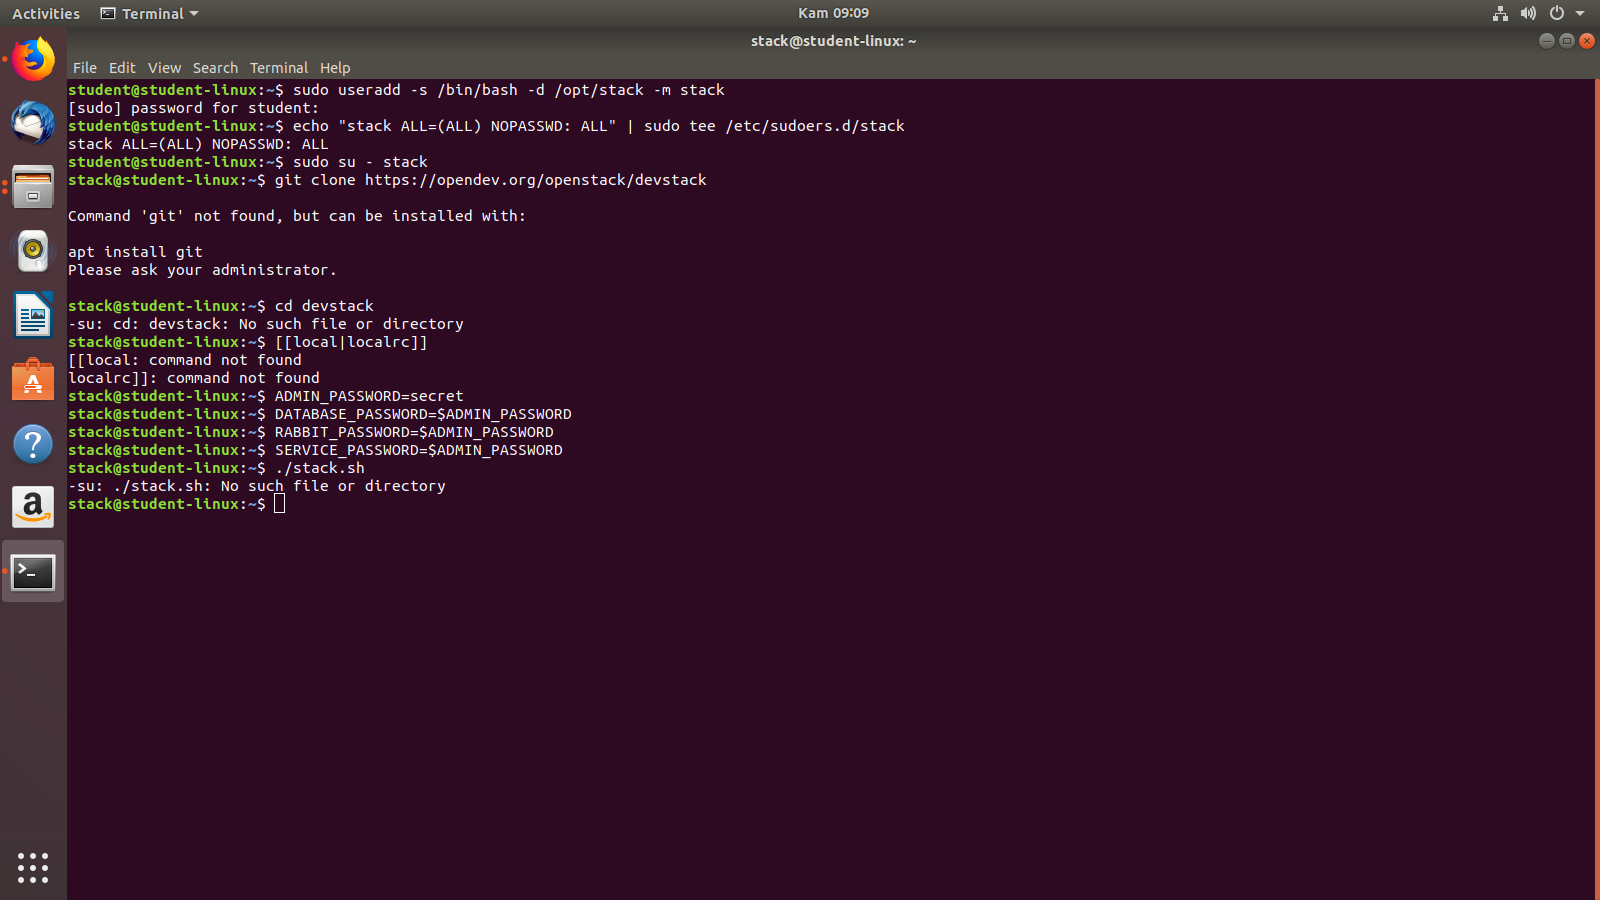 Activities
Terminal
Kam 09:09
stack@student-linux: ~
File Edit View Search Terminal Help
student@student-linux:~$ sudo useradd -s /bin/bash -d /opt/stack -m stack
[sudo] password for student:
student@student-linux:~$ echo "stack ALL=(ALL) NOPASSWD: ALL" | sudo tee /etc/sudoers.d/stack
stack ALL=(ALL) NOPASSWD: ALL
student@student-linux:~$ sudo su - stack
stack@student-linux:~$ git clone https://opendev.org/openstack/devstack
Command 'git' not found, but can be installed with:
apt install git
Please ask your administrator.
stack@student-linux:~$ cd devstack
-su: cd: devstack: No such file or directory
stack@student-linux:~$ [[local|localrc]]
[[local: command not found
localrc]]: command not found
stack@student-linux:~$ ADMIN_PASSWORD=secret
stack@student-linux:~$ DATABASE_PASSWORD=$ADMIN_PASSWORD
stack@student-linux:~$ RABBIT_PASSWORD=$ADMIN_PASSWORD
stack@student-linux:~$ SERVICE_PASSWORD=$ADMIN_PASSWORD
stack@student-linux:~$ ./stack.sh
-su: ./stack.sh: No such file or directory
stack@student-linux:~$